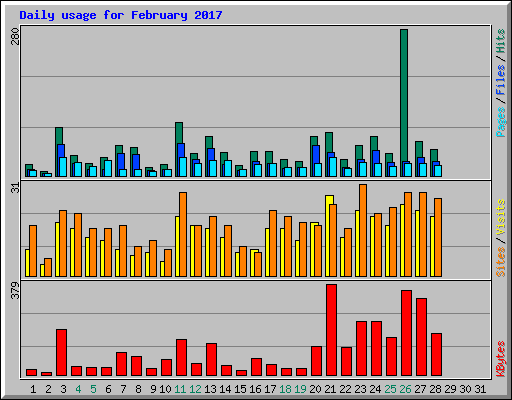 Daily usage for February 2017
280
Pages / Files / Hits
31
Sites / Visits
379
KBytes
1 2 3 4 5 6 7 8 9 10 11 12 13 14 15 16 17 18 19 20 21 22 23 24 25 26 27 28 29 30 31